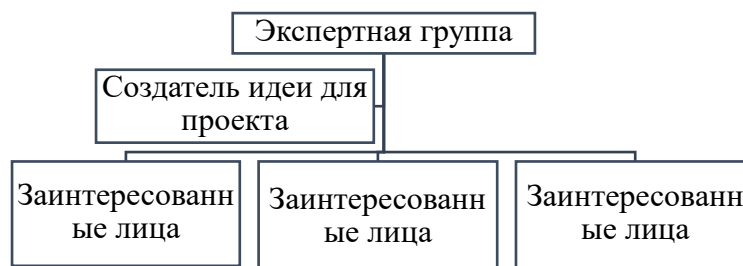 Экспертная группа
Создатель идеи для
проекта
Заинтересованн
ые лица
Заинтересованн
ые лица
Заинтересованн
ые лица